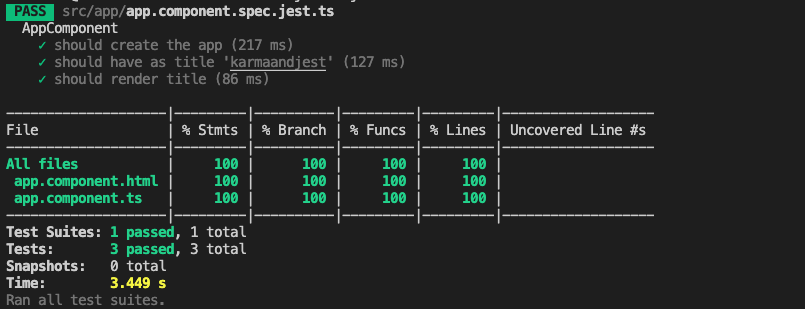 PASS src/app/app.component.spec.jest.ts
AppComponent
✓ should create the app (217 ms)
✓ should have as title 'karmaandjest' (127 ms)
✓ should render title (86 ms)
-------------------|---------|----------|---------|---------|-------------------
File | % Stmts | % Branch | % Funcs | % Lines | Uncovered Line #s
-------------------|---------|----------|---------|---------|-------------------
All files | 100 | 100 | 100 | 100 |
app.component.html | 100 | 100 | 100 | 100 |
app.component.ts | 100 | 100 | 100 | 100 |
-------------------|---------|----------|---------|---------|-------------------
Test Suites: 1 passed, 1 total
Tests: 3 passed, 3 total
Snapshots: 0 total
Time: 3.449 s
Ran all test suites.